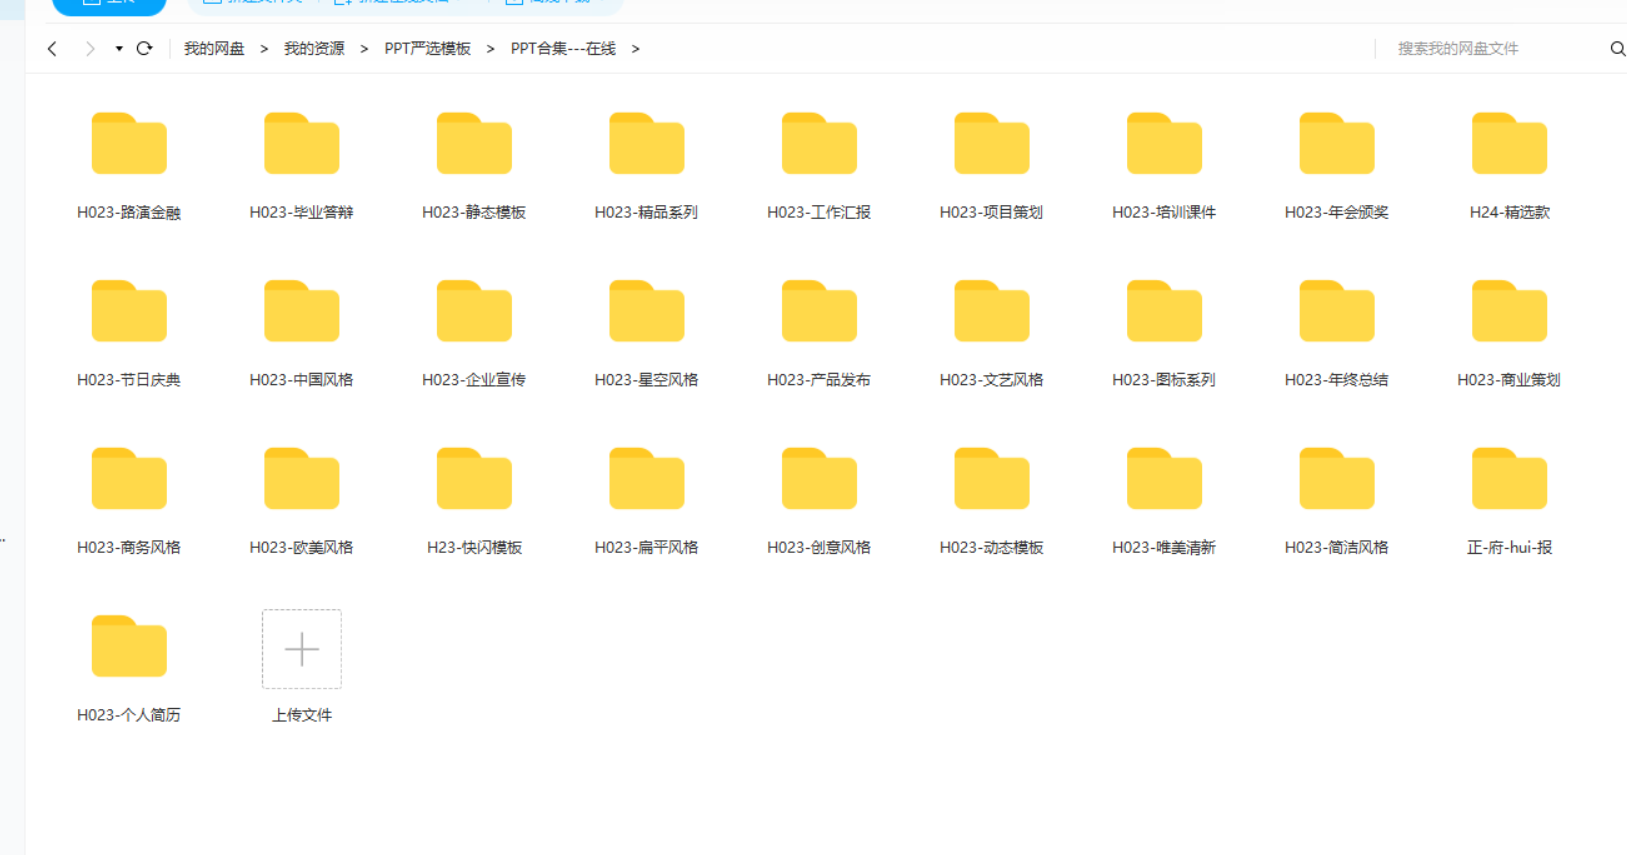 我的网盘 > 我的资源 > PPT严选模板 > PPT合集---在线 >
搜索我的网盘文件
H023-路演金融
H023-毕业答辩
H023-静态模板
H023-精品系列
H023-工作汇报
H023-项目策划
H023-培训课件
H023-年会颁奖
H24-精选款
H023-节日庆典
H023-中国风格
H023-企业宣传
H023-星空风格
H023-产品发布
H023-文艺风格
H023-图标系列
H023-年终总结
H023-商业策划
H023-商务风格
H023-欧美风格
H23-快闪模板
H023-扁平风格
H023-创意风格
H023-动态模板
H023-唯美清新
H023-简洁风格
正-府-hui-报
H023-个人简历
上传文件